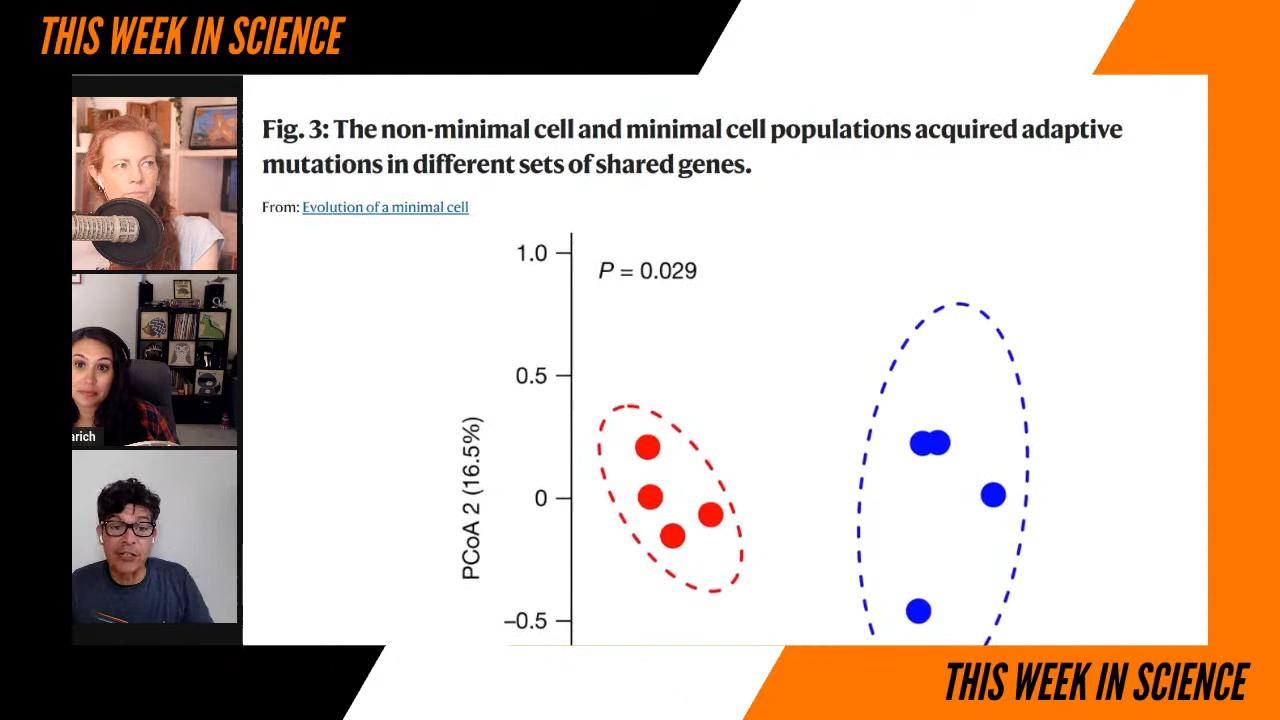 THIS WEEK IN SCIENCE
Fig. 3: The non-minimal cell and minimal cell populations acquired adaptive
mutations in different sets of shared genes.
From: Evolution of a minimal cell
1.0
P = 0.029
0.5
PCoA 2 (16.5%)
0
−0.5
arich
THIS WEEK IN SCIENCE